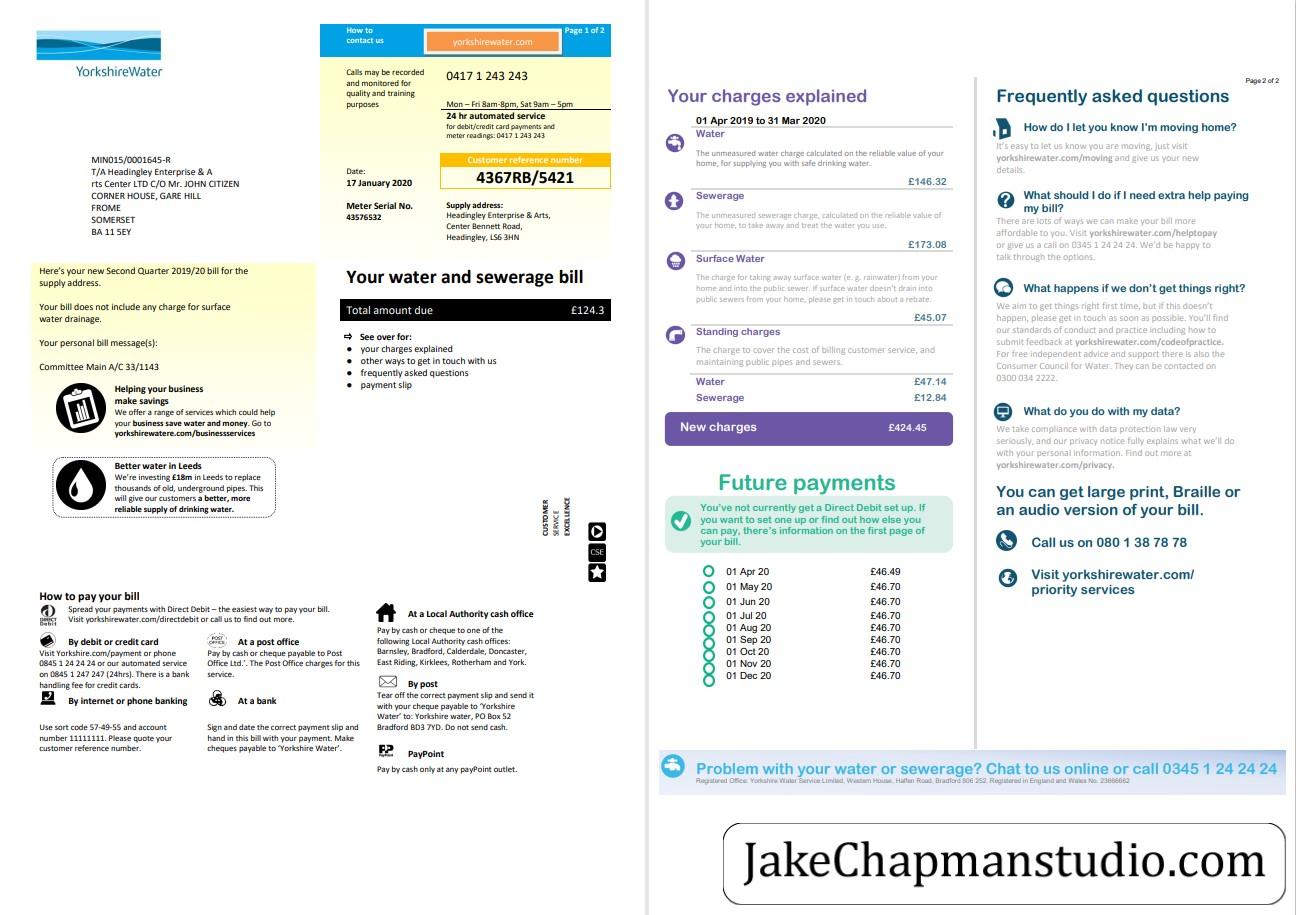 YorkshireWater
How to
contact us
yorkshirewater.com
Page 1 of 2
Calls may be recorded
and monitored for
quality and training
purposes
0417 1 243 243
Mon – Fri 8am-8pm, Sat 9am – 5pm
24 hr automated service
for debit/credit card payments and
meter readings: 0417 1 243 243
Customer reference number
4367RB/5421
Date:
17 January 2020
Meter Serial No.
43576532
Supply address:
Headingley Enterprise & Arts,
Center Bennett Road,
Headingley, LS6 3HN
MIN015/0001645-R
T/A Headingley Enterprise & A
rts Center LTD C/O Mr. JOHN CITIZEN
CORNER HOUSE, GARE HILL
FROME
SOMERSET
BA 11 5EY
Here's your new Second Quarter 2019/20 bill for the
supply address.
Your bill does not include any charge for surface
water drainage.
Your personal bill message(s):
Committee Main A/C 33/1143
Helping your business
make savings
We offer a range of services which could help
your business save water and money. Go to
yorkshirewatere.com/businessservices
Better water in Leeds
We're investing £18m in Leeds to replace
thousands of old, underground pipes. This
will give our customers a better, more
reliable supply of drinking water.
Your water and sewerage bill
Total amount due £124.3
See over for:
● your charges explained
● other ways to get in touch with us
● frequently asked questions
● payment slip
CUSTOMER
SERVICE
EXCELLENCE
CSE
How to pay your bill
DIRECT
Debit
Spread your payments with Direct Debit – the easiest way to pay your bill.
Visit yorkshirewater.com/directdebit or call us to find out more.
By debit or credit card
Visit Yorkshire.com/payment or phone
0845 1 24 24 24 or our automated service
on 0845 1 247 247 (24hrs). There is a bank
handling fee for credit cards.
POST
OFFICE
At a post office
Pay by cash or cheque payable to Post
Office Ltd.'. The Post Office charges for this
service.
By internet or phone banking
Use sort code 57-49-55 and account
number 11111111. Please quote your
customer reference number.
At a bank
Sign and date the correct payment slip and
hand in this bill with your payment. Make
cheques payable to 'Yorkshire Water'.
At a Local Authority cash office
Pay by cash or cheque to one of the
following Local Authority cash offices:
Barnsley, Bradford, Calderdale, Doncaster,
East Riding, Kirklees, Rotherham and York.
By post
Tear off the correct payment slip and send it
with your cheque payable to 'Yorkshire
Water' to: Yorkshire water, PO Box 52
Bradford BD3 7YD. Do not send cash.
PayPoint
Pay by cash only at any payPoint outlet.
Your charges explained
01 Apr 2019 to 31 Mar 2020
Water
The unmeasured water charge calculated on the reliable value of your
home, for supplying you with safe drinking water.
£146.32
Sewerage
The unmeasured sewerage charge, calculated on the reliable value of
your home, to take away and treat the water you use.
£173.08
Surface Water
The charge for taking away surface water (e. g. rainwater) from your
home and into the public sewer. If surface water doesn't drain into
public sewers from your home, please get in touch about a rebate.
£45.07
Standing charges
The charge to cover the cost of billing customer service, and
maintaining public pipes and sewers.
Water £47.14
Sewerage £12.84
New charges £424.45
Future payments
You've not currently get a Direct Debit set up. If
you want to set one up or find out how else you
can pay, there's information on the first page of
your bill.
01 Apr 20 £46.49
01 May 20 £46.70
01 Jun 20 £46.70
01 Jul 20 £46.70
01 Aug 20 £46.70
01 Sep 20 £46.70
01 Oct 20 £46.70
01 Nov 20 £46.70
01 Dec 20 £46.70
Page 2 of 2
Frequently asked questions
How do I let you know I'm moving home?
It's easy to let us know you are moving, just visit
yorkshirewater.com/moving and give us your new
details.
What should I do if I need extra help paying
my bill?
There are lots of ways we can make your bill more
affordable to you. Visit yorkshirewater.com/helptopay
or give us a call on 0345 1 24 24 24. We'd be happy to
talk through the options.
What happens if we don't get things right?
We aim to get things right first time, but if this doesn't
happen, please get in touch as soon as possible. You'll find
our standards of conduct and practice including how to
submit feedback at yorkshirewater.com/codeofpractice.
For free independent advice and support there is also the
Consumer Council for Water. They can be contacted on
0300 034 2222.
What do you do with my data?
We take compliance with data protection law very
seriously, and our privacy notice fully explains what we'll do
with your personal information. Find out more at
yorkshirewater.com/privacy.
You can get large print, Braille or
an audio version of your bill.
Call us on 080 1 38 78 78
Visit yorkshirewater.com/
priority services
Problem with your water or sewerage? Chat to us online or call 0345 1 24 24 24
Registered Office: Yorkshire Water Service Limited, Western House, Halfen Road, Bradford 806 252. Registered in England and Wales No. 23666662
JakeChapmanstudio.com